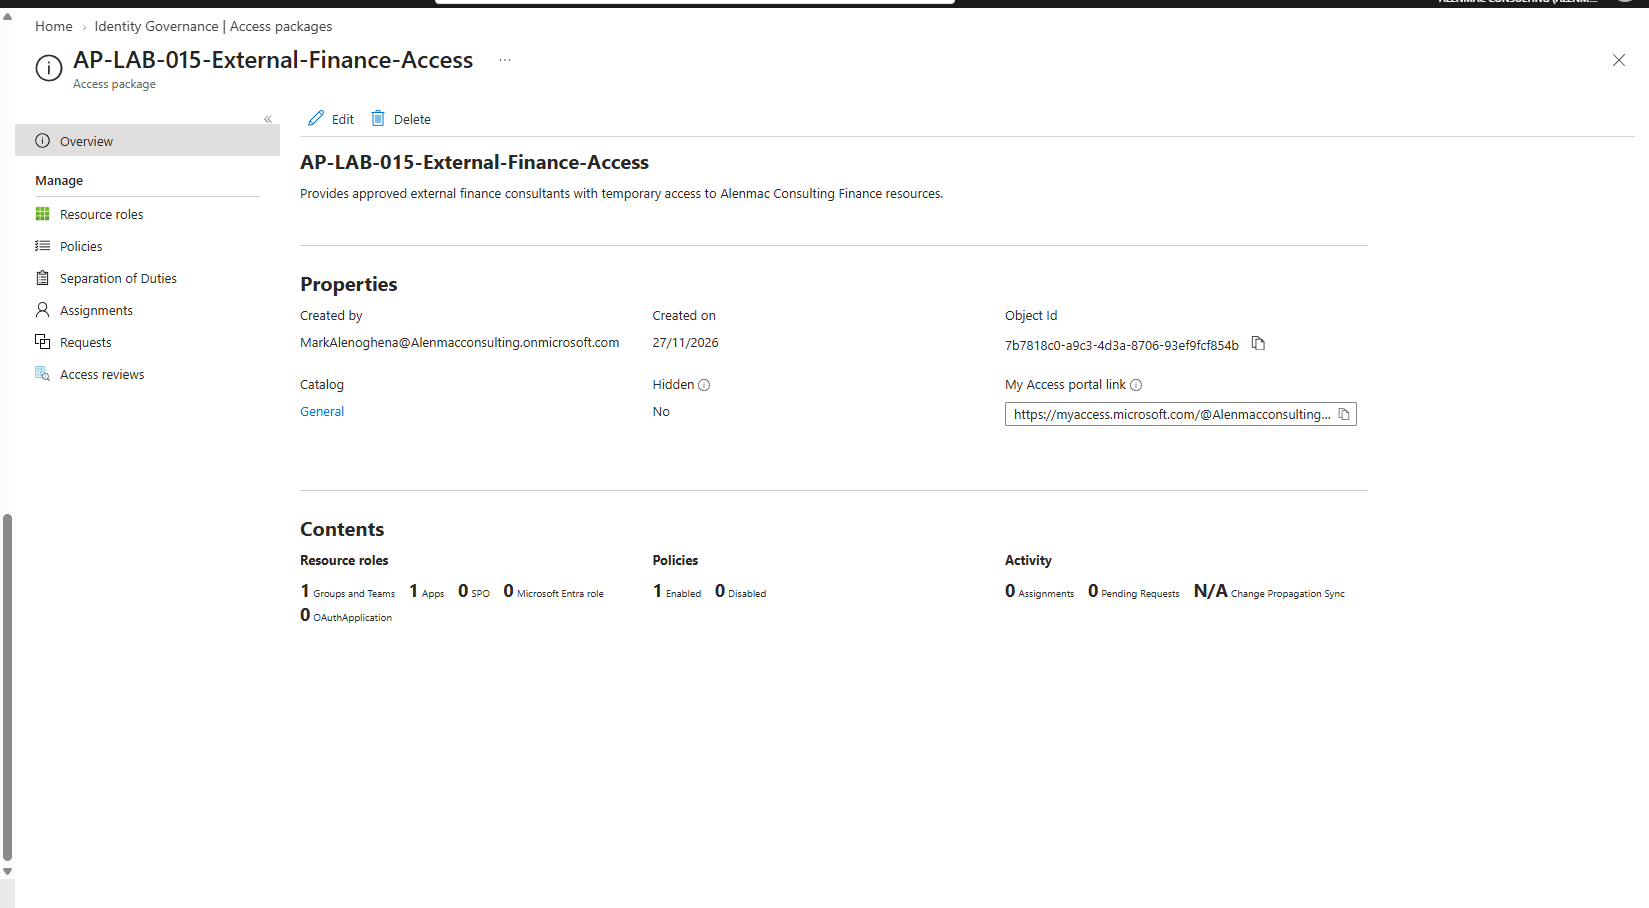 Home › Identity Governance | Access packages
AP-LAB-015-External-Finance-Access ...
Access package
«
Edit Delete
Overview
Manage
Resource roles
Policies
Separation of Duties
Assignments
Requests
Access reviews
AP-LAB-015-External-Finance-Access
Provides approved external finance consultants with temporary access to Alenmac Consulting Finance resources.
Properties
Created by
MarkAlenoghena@Alenmacconsulting.onmicrosoft.com
Created on
27/11/2026
Object Id
7b7818c0-a9c3-4d3a-8706-93ef9fcf854b
Catalog
General
Hidden
No
My Access portal link
https://myaccess.microsoft.com/@Alenmacconsulting...
Contents
Resource roles
1 Groups and Teams 1 Apps 0 SPO 0 Microsoft Entra role
0 OAuthApplication
Policies
1 Enabled 0 Disabled
Activity
0 Assignments 0 Pending Requests N/A Change Propagation Sync